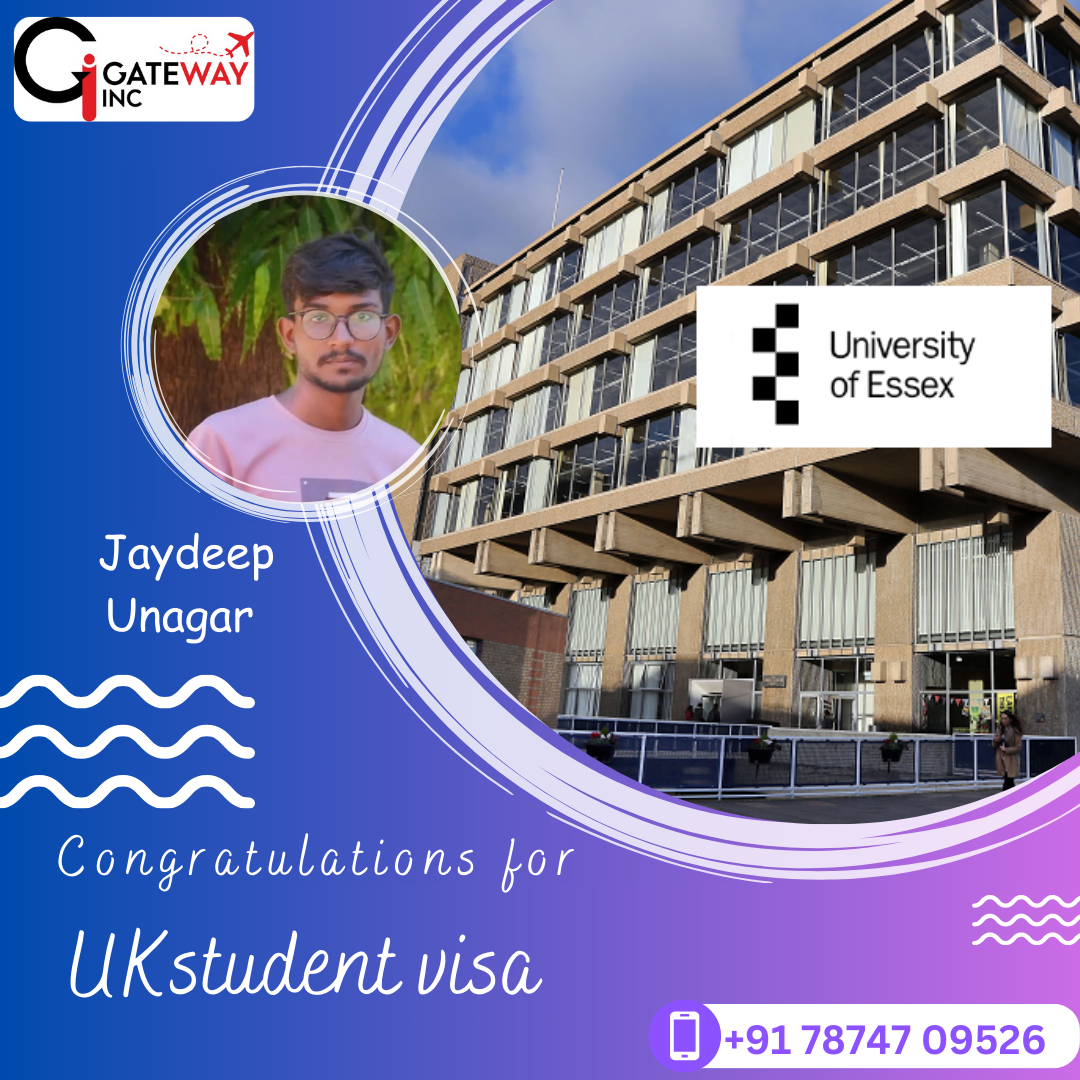 GATEWAY
INC
University
of Essex
Jaydeep
Unagar
Congratulations for
UKstudent visa
+91 78747 09526